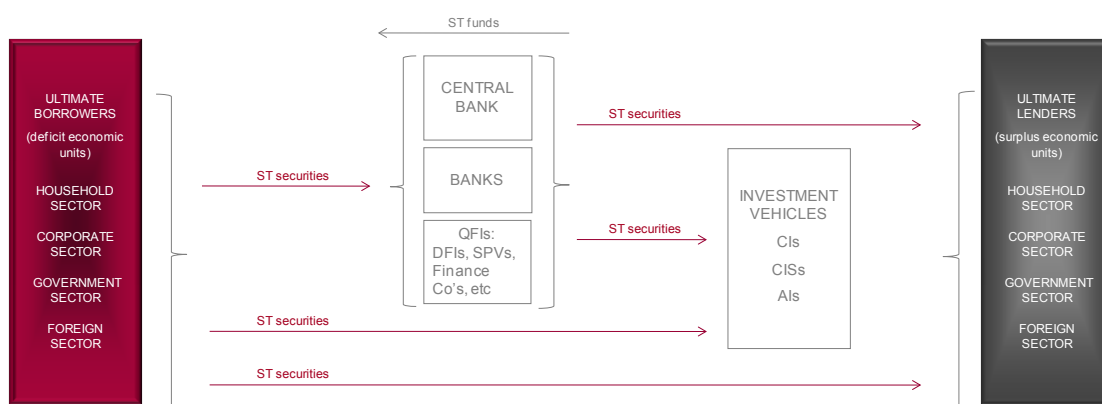 ST funds
ULTIMATE
BORROWERS
(deficit economic
units)
HOUSEHOLD
SECTOR
CORPORATE
SECTOR
GOVERNMENT
SECTOR
FOREIGN
SECTOR
ST securities
CENTRAL
BANK
BANKS
QFIs:
DFIs, SPVs,
Finance
Co's, etc
ST securities
ST securities
INVESTMENT
VEHICLES
CIs
CISs
AIs
ST securities
ST securities
ULTIMATE
LENDERS
(surplus economic
units)
HOUSEHOLD
SECTOR
CORPORATE
SECTOR
GOVERNMENT
SECTOR
FOREIGN
SECTOR